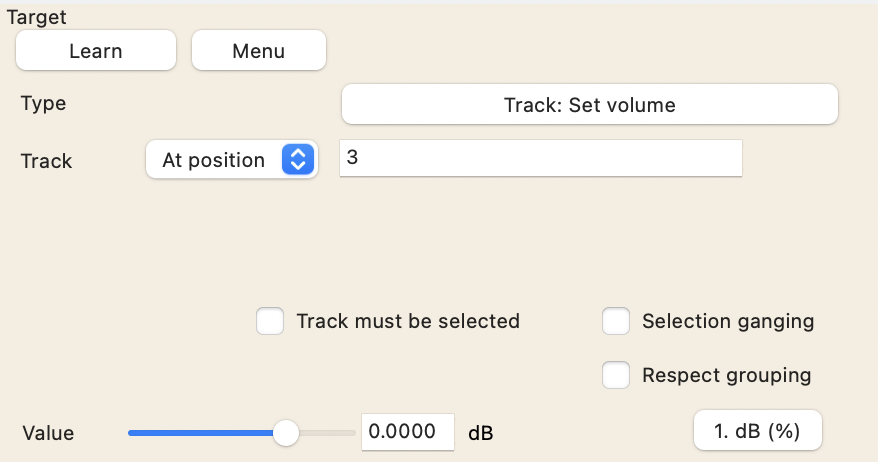 Target
Learn Menu
Type Track: Set volume
Track At position 3
Track must be selected Selection ganging
Respect grouping
Value 0.0000 dB 1. dB (%)